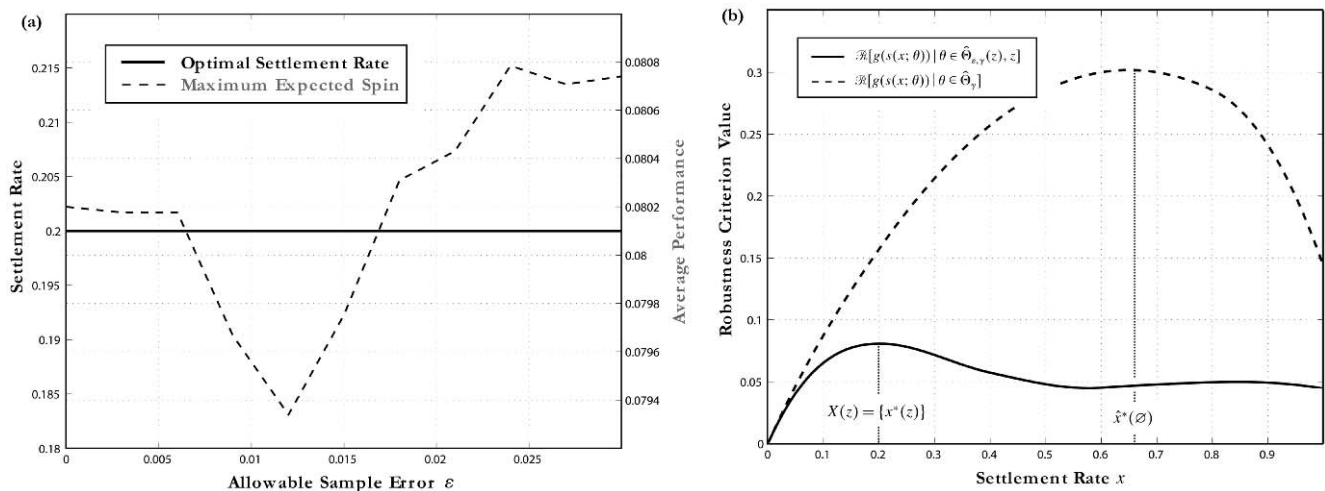 (a)
0.215
0.21
0.205
0.2
0.195
0.19
0.185
0.18
Settlement Rate
Optimal Settlement Rate
Maximum Expected Spin
0.0808
0.0806
0.0804
0.0802
0.08
0.0798
0.0796
0.0794
Average Performance
0 0.005 0.01 0.015 0.02 0.025
Allowable Sample Error ε
(b)
0.3
0.25
0.2
0.15
0.1
0.05
0
Robustness Criterion Value
ℛ[g(s(x; θ)) | θ ∈ Θ̂ε,γ(z), z]
ℛ[g(s(x; θ)) | θ ∈ Θ̂γ]
X(z) = {x*(z)}
x̂*(∅)
0 0.1 0.2 0.3 0.4 0.5 0.6 0.7 0.8 0.9
Settlement Rate x